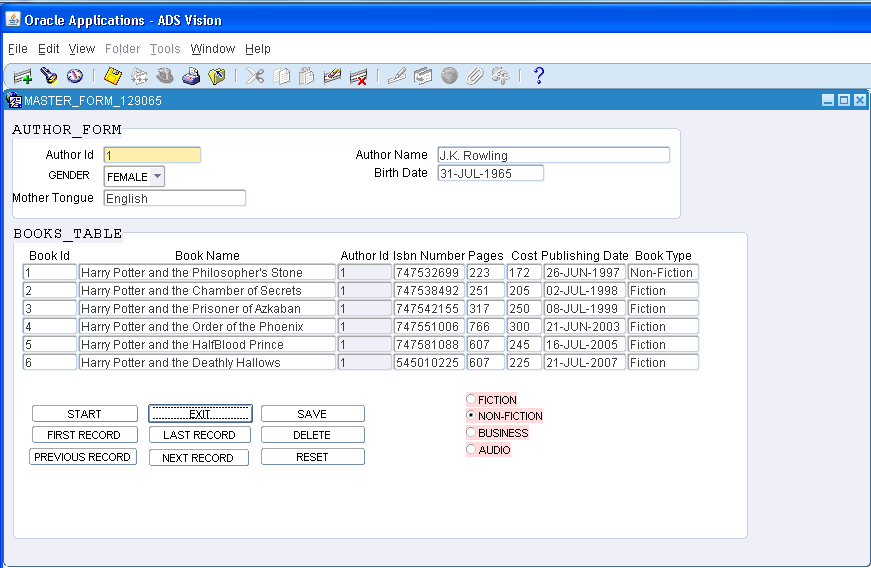 Oracle Applications - ADS Vision
File Edit View Folder Tools Window Help
?
MASTER_FORM_129065
AUTHOR_FORM
Author Id 1 Author Name J.K. Rowling
GENDER FEMALE Birth Date 31-JUL-1965
Mother Tongue English
BOOKS_TABLE
Book Id Book Name Author Id Isbn Number Pages Cost Publishing Date Book Type
1 Harry Potter and the Philosopher's Stone 1 747532699 223 172 26-JUN-1997 Non-Fiction
2 Harry Potter and the Chamber of Secrets 1 747538492 251 205 02-JUL-1998 Fiction
3 Harry Potter and the Prisoner of Azkaban 1 747542155 317 250 08-JUL-1999 Fiction
4 Harry Potter and the Order of the Phoenix 1 747551006 766 300 21-JUN-2003 Fiction
5 Harry Potter and the HalfBlood Prince 1 747581088 607 245 16-JUL-2005 Fiction
6 Harry Potter and the Deathly Hallows 1 545010225 607 225 21-JUL-2007 Fiction
START EXIT SAVE
FIRST RECORD LAST RECORD DELETE
PREVIOUS RECORD NEXT RECORD RESET
FICTION
NON-FICTION
BUSINESS
AUDIO